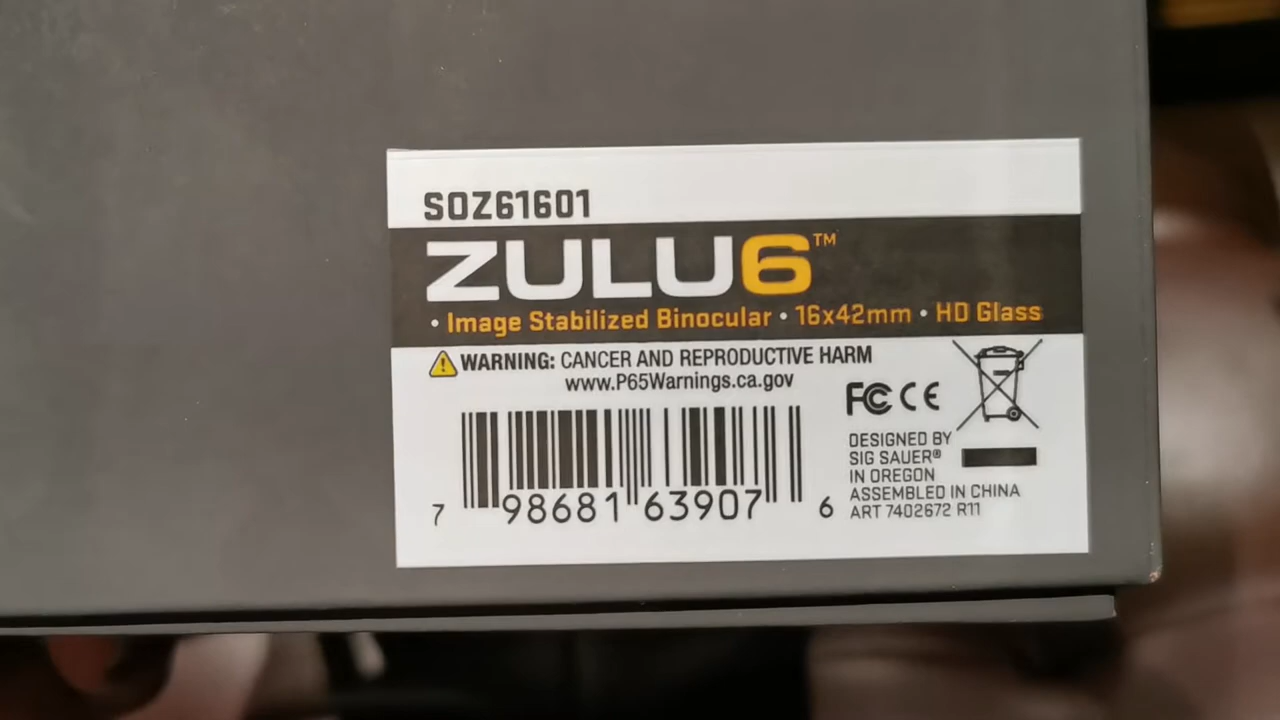 SOZ61601
ZULU6™
• Image Stabilized Binocular • 16x42mm • HD Glass
WARNING: CANCER AND REPRODUCTIVE HARM
www.P65Warnings.ca.gov
FC CE
DESIGNED BY
SIG SAUER®
IN OREGON
ASSEMBLED IN CHINA
ART 7402672 R11
7 98681 63907 6